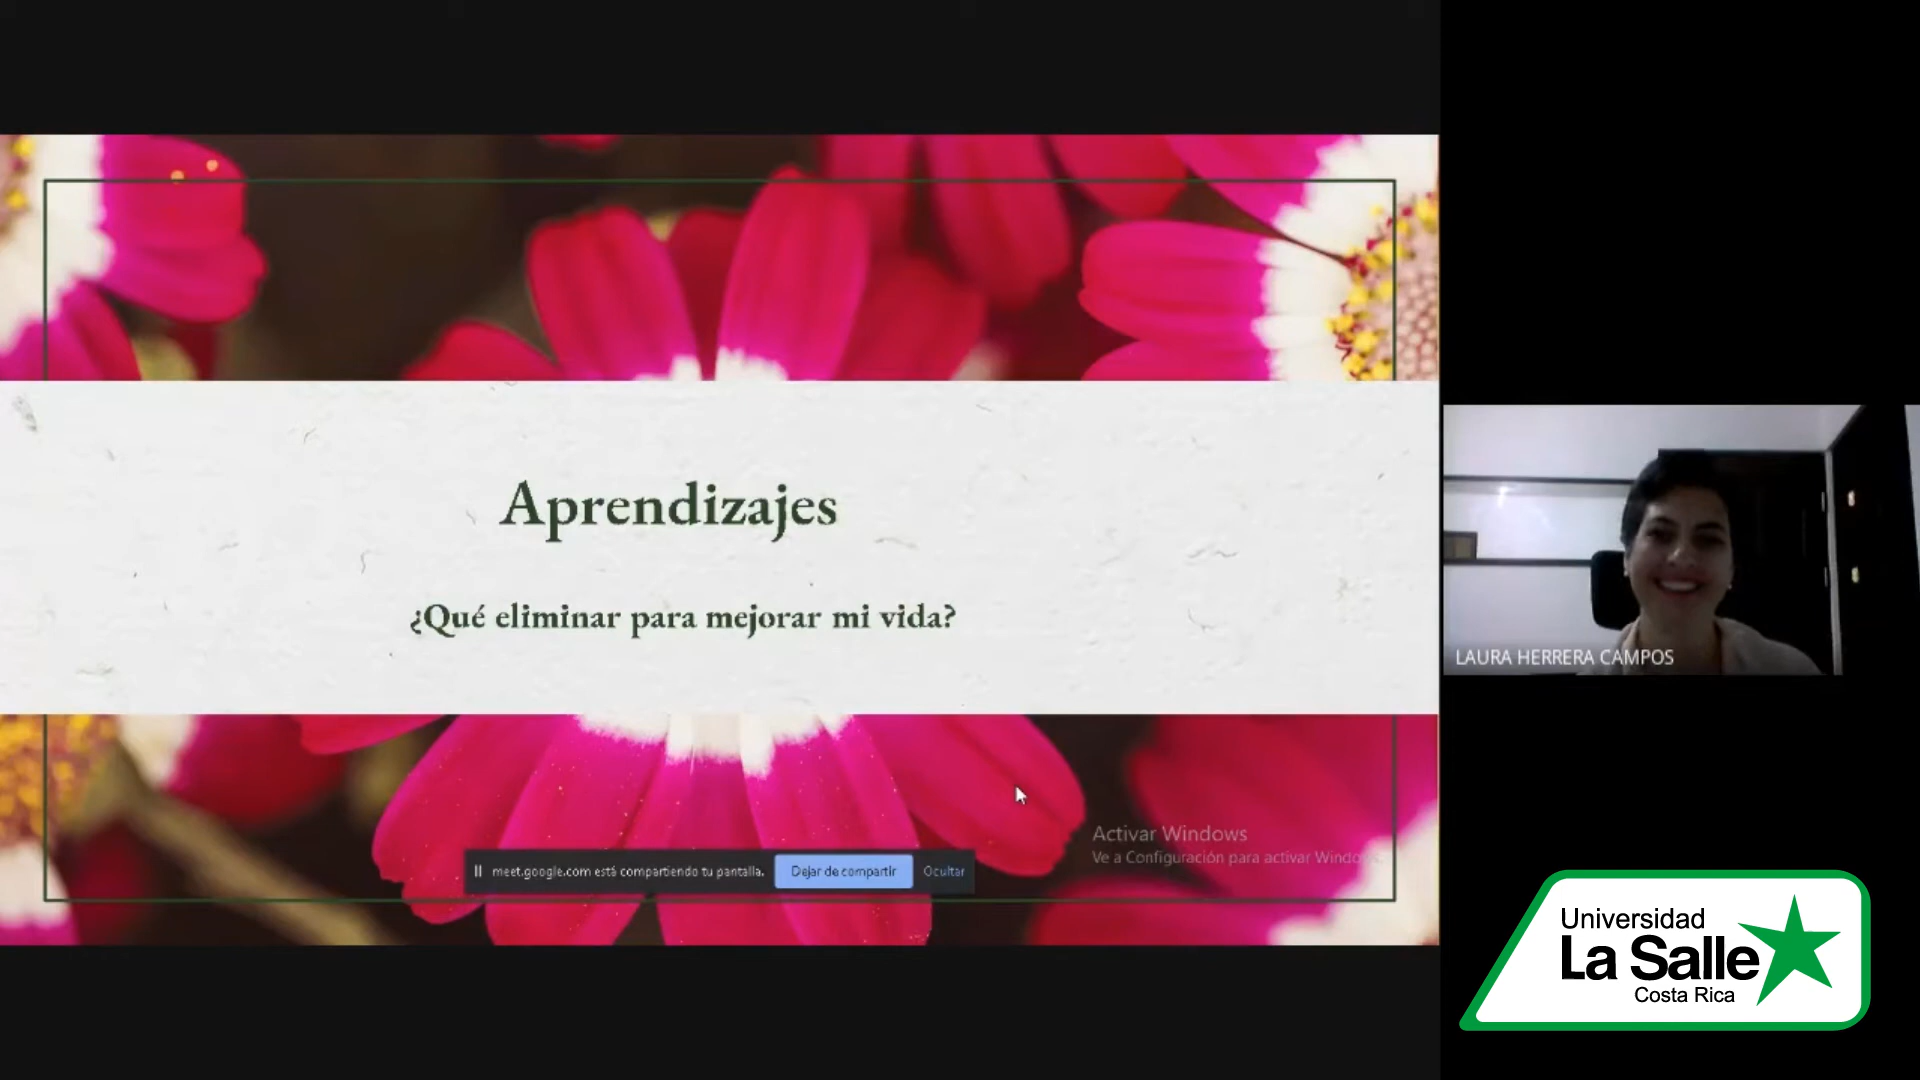 Aprendizajes
¿Qué eliminar para mejorar mi vida?
Activar Windows
Ve a Configuración para activar Windows.
meet.google.com está compartiendo tu pantalla.
Dejar de compartir
Ocultar
LAURA HERRERA CAMPOS
Universidad
La Salle
Costa Rica